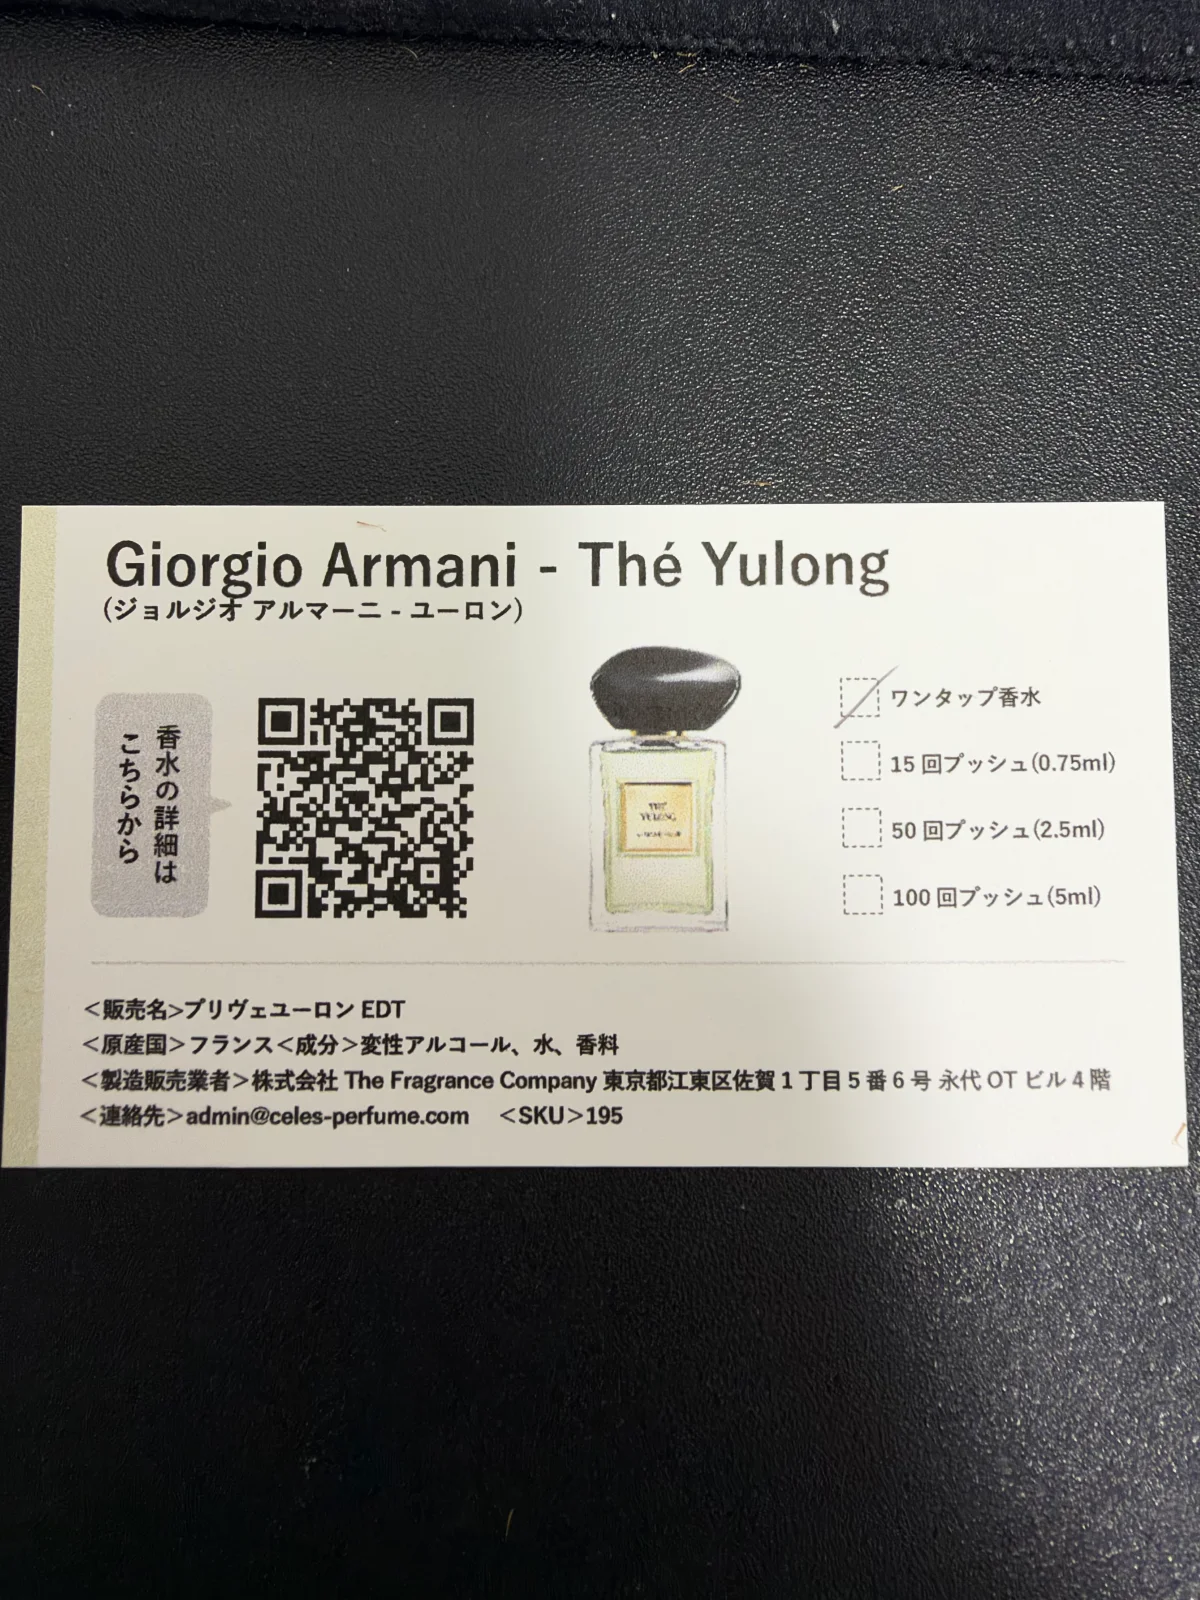 Giorgio Armani - Thé Yulong
(ジョルジオ アルマーニ - ユーロン)
香水の詳細は
こちらから
THÉ
YULONG
ワンタップ香水
15 回プッシュ(0.75ml)
50 回プッシュ(2.5ml)
100 回プッシュ(5ml)
<販売名>プリヴェユーロン EDT
<原産国>フランス<成分>変性アルコール、水、香料
<製造販売業者>株式会社 The Fragrance Company 東京都江東区佐賀 1 丁目 5 番 6 号 永代 OT ビル 4 階
<連絡先>admin@celes-perfume.com <SKU>195